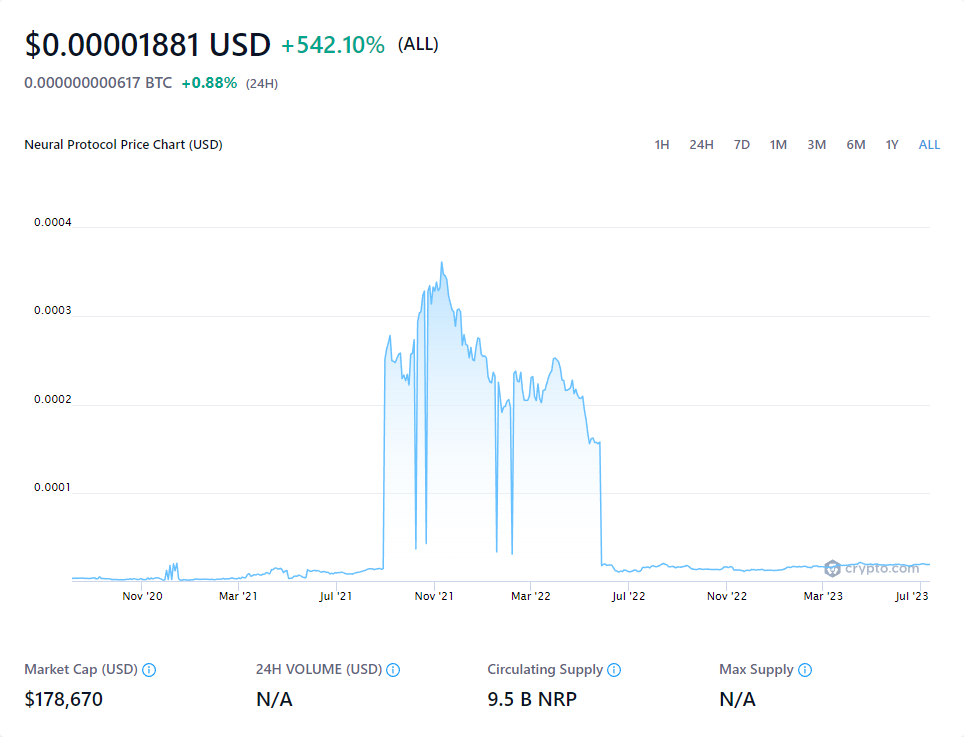 $0.00001881 USD +542.10% (ALL)
0.000000000617 BTC +0.88% (24H)
Neural Protocol Price Chart (USD) 1H 24H 7D 1M 3M 6M 1Y ALL
0.0004
0.0003
0.0002
0.0001
crypto.com
Nov '20 Mar '21 Jul '21 Nov '21 Mar '22 Jul '22 Nov '22 Mar '23 Jul '23
Market Cap (USD) 24H VOLUME (USD) Circulating Supply Max Supply
$178,670 N/A 9.5 B NRP N/A